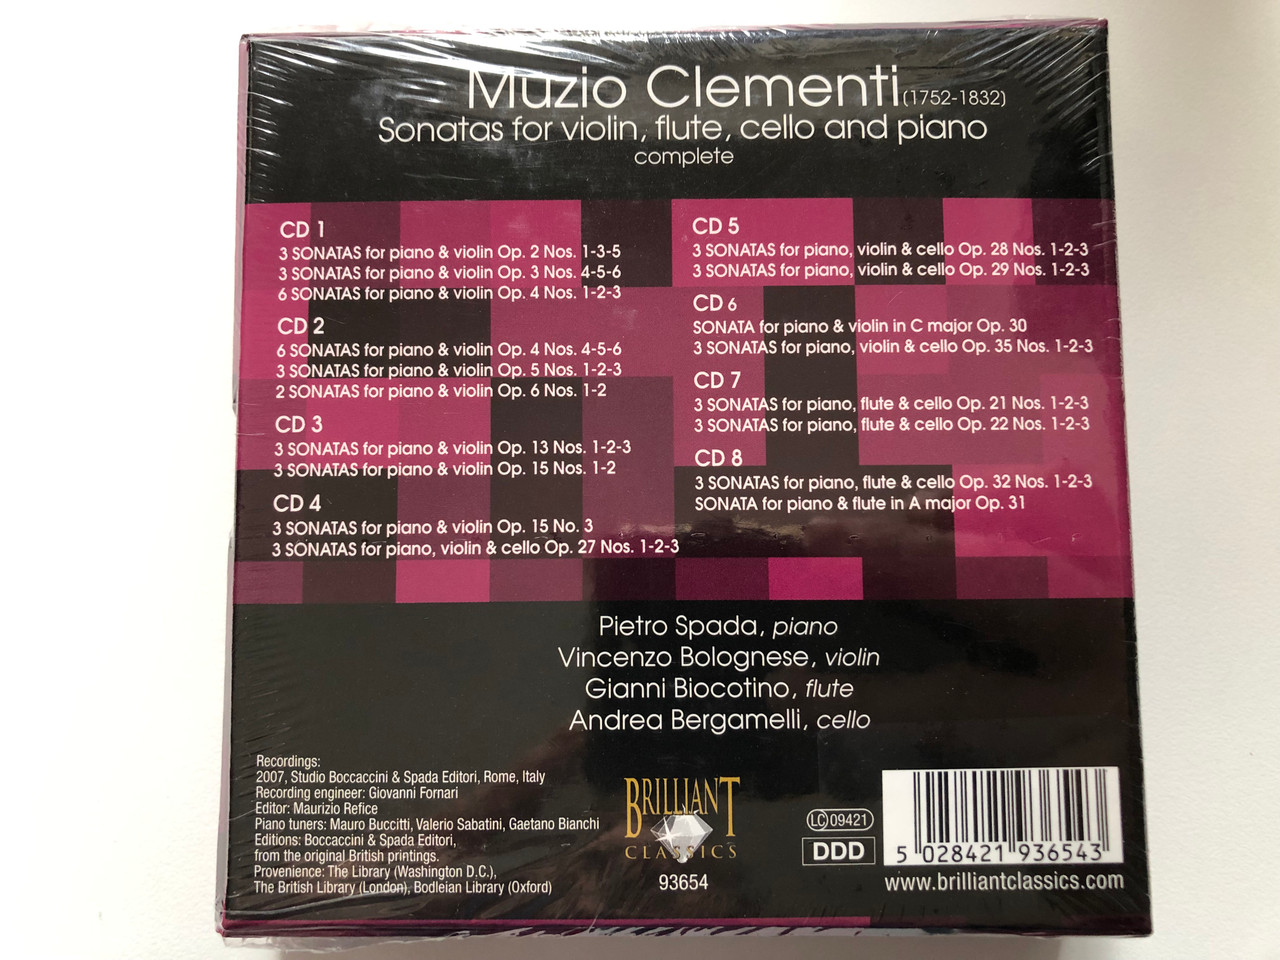 Muzio Clementi (1752-1832)
Sonatas for violin, flute, cello and piano
complete
CD 1
3 SONATAS for piano & violin Op. 2 Nos. 1-3-5
3 SONATAS for piano & violin Op. 3 Nos. 4-5-6
6 SONATAS for piano & violin Op. 4 Nos. 1-2-3
CD 2
6 SONATAS for piano & violin Op. 4 Nos. 4-5-6
3 SONATAS for piano & violin Op. 5 Nos. 1-2-3
2 SONATAS for piano & violin Op. 6 Nos. 1-2
CD 3
3 SONATAS for piano & violin Op. 13 Nos. 1-2-3
3 SONATAS for piano & violin Op. 15 Nos. 1-2
CD 4
3 SONATAS for piano & violin Op. 15 No. 3
3 SONATAS for piano, violin & cello Op. 27 Nos. 1-2-3
CD 5
3 SONATAS for piano, violin & cello Op. 28 Nos. 1-2-3
3 SONATAS for piano, violin & cello Op. 29 Nos. 1-2-3
CD 6
SONATA for piano & violin in C major Op. 30
3 SONATAS for piano, violin & cello Op. 35 Nos. 1-2-3
CD 7
3 SONATAS for piano, flute & cello Op. 21 Nos. 1-2-3
3 SONATAS for piano, flute & cello Op. 22 Nos. 1-2-3
CD 8
3 SONATAS for piano, flute & cello Op. 32 Nos. 1-2-3
SONATA for piano & flute in A major Op. 31
Pietro Spada, piano
Vincenzo Bolognese, violin
Gianni Biocotino, flute
Andrea Bergamelli, cello
Recordings:
2007, Studio Boccaccini & Spada Editori, Rome, Italy
Recording engineer: Giovanni Fornari
Editor: Maurizio Refice
Piano tuners: Mauro Buccitti, Valerio Sabatini, Gaetano Bianchi
Editions: Boccaccini & Spada Editori,
from the original British printings.
Provenience: The Library (Washington D.C.),
The British Library (London), Bodleian Library (Oxford)
BRILLIANT
CLASSICS
93654
LC 09421
DDD
5 028421 936543
www.brilliantclassics.com